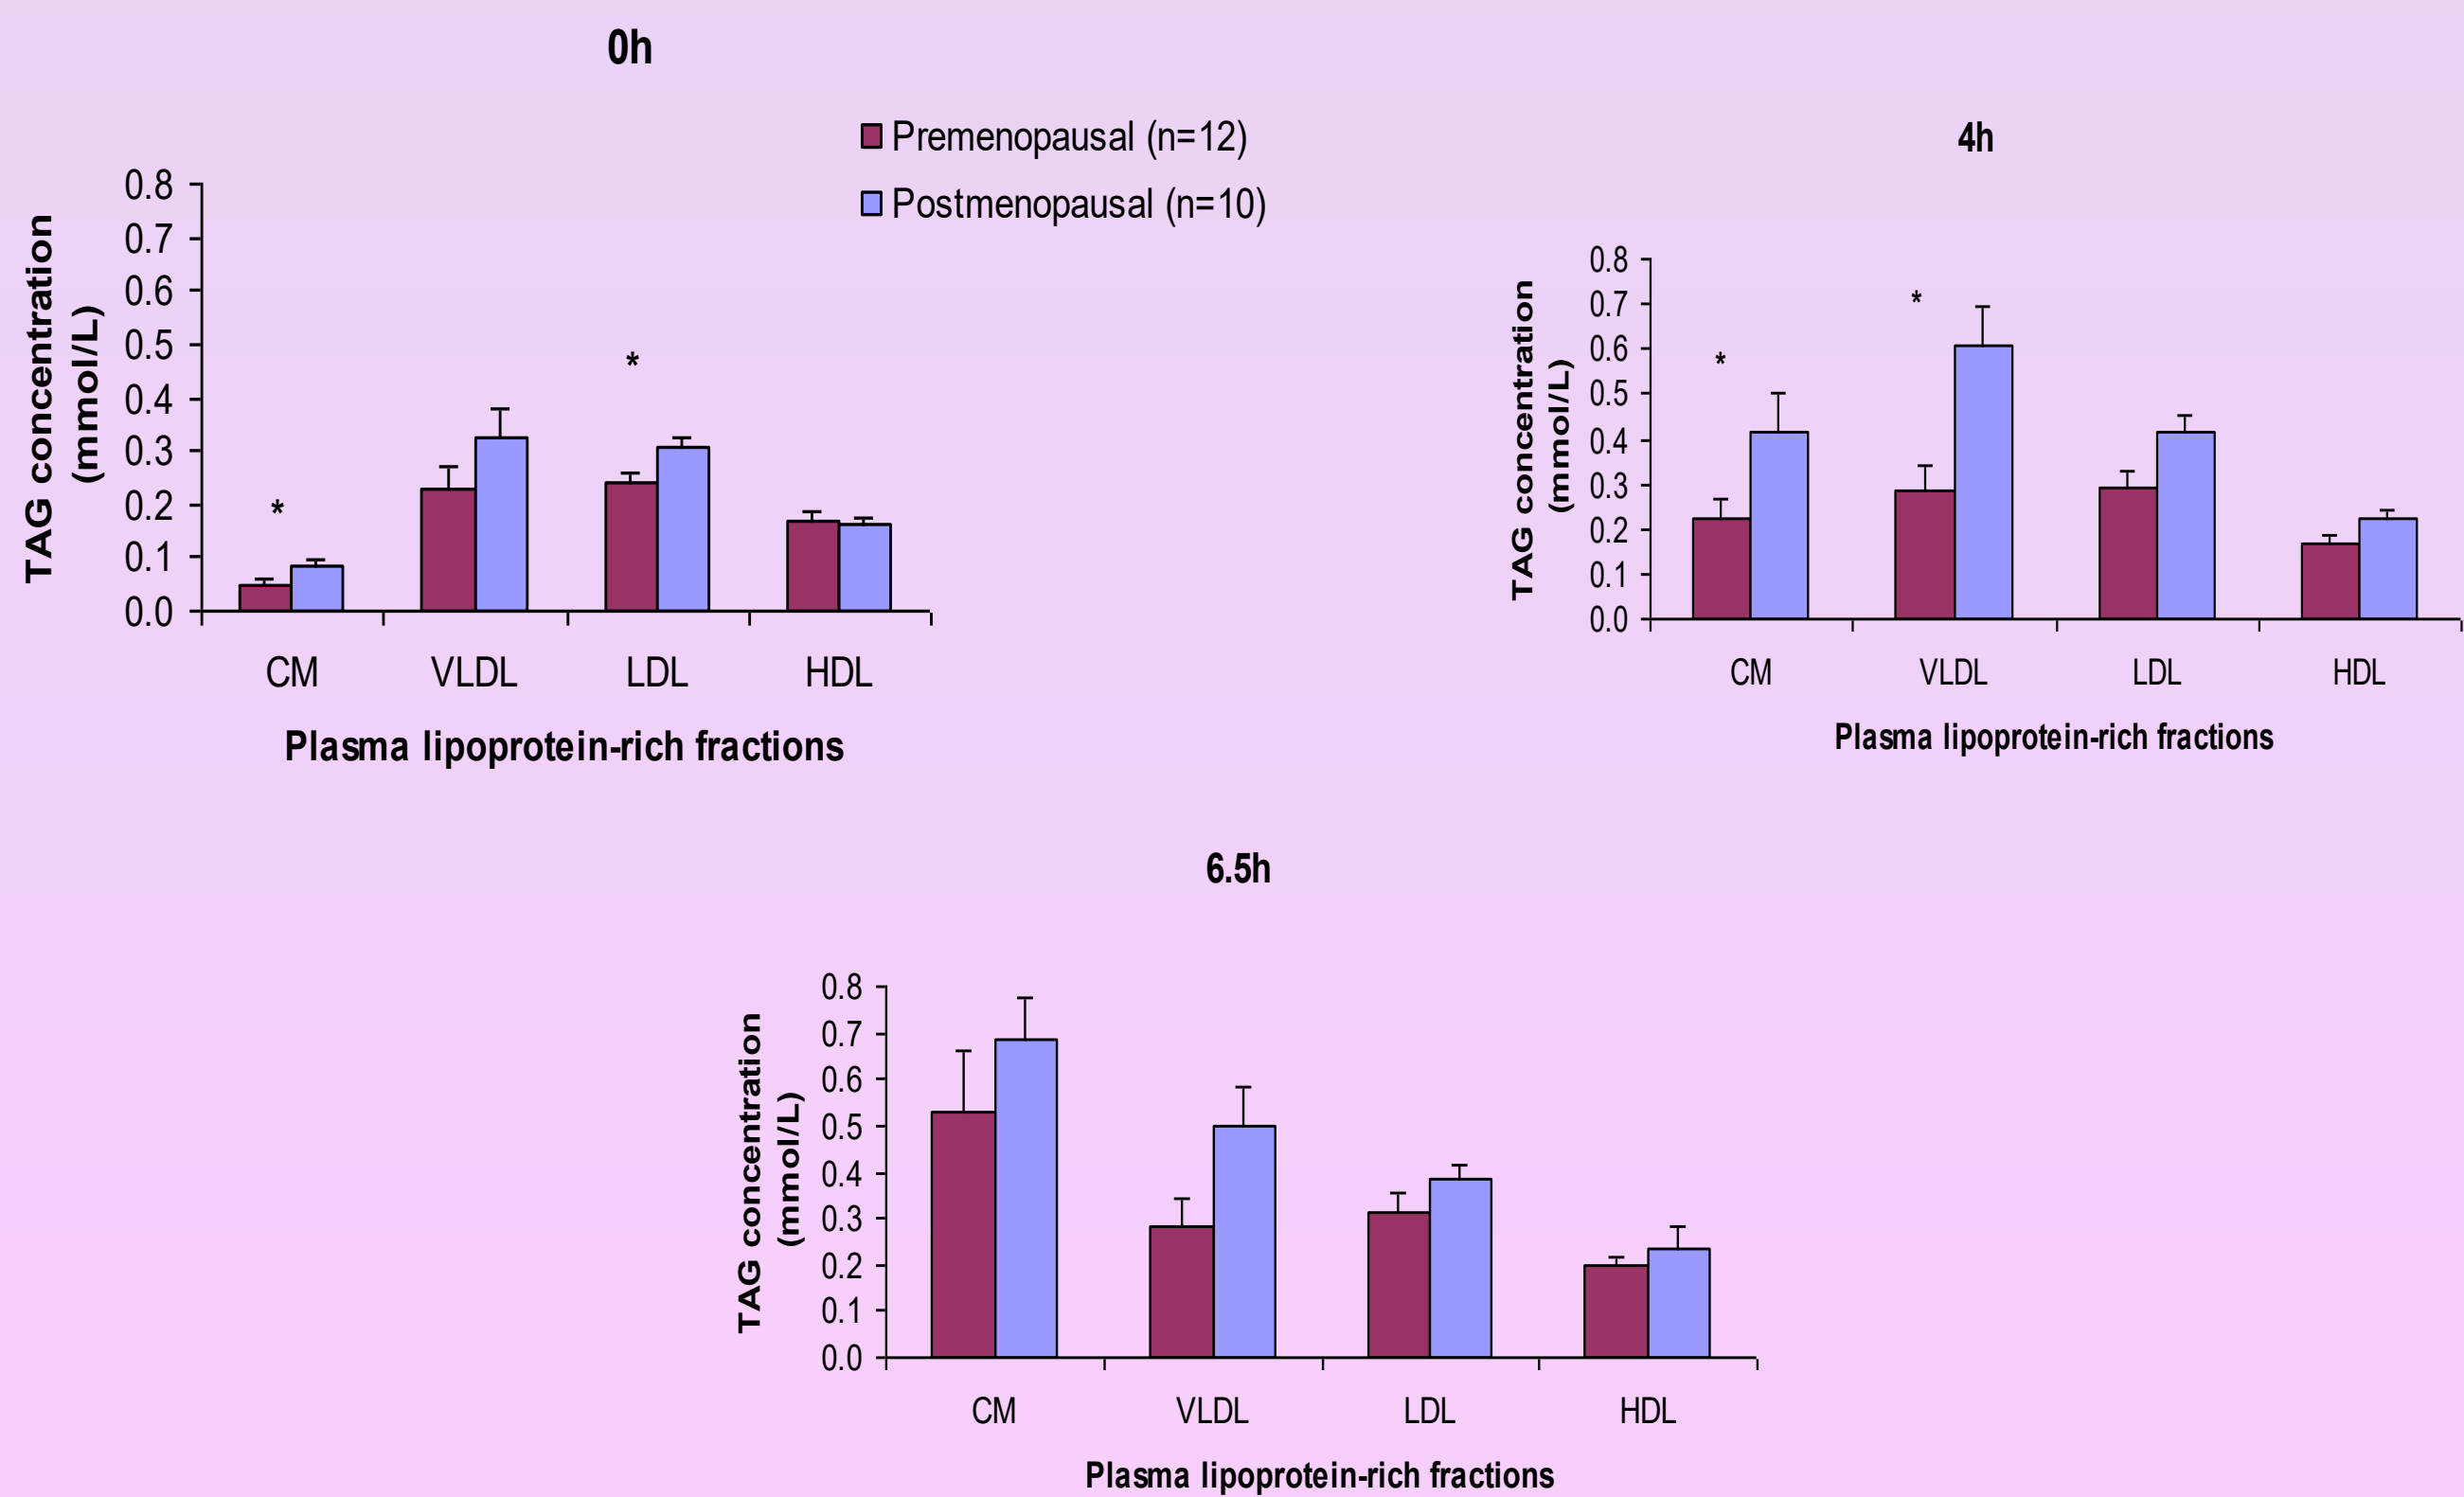 0h
Premenopausal (n=12)
Postmenopausal (n=10)
TAG concentration
(mmol/L)
0.8
0.7
0.6
0.5
0.4
0.3
0.2
0.1
0.0
*
*
CM VLDL LDL HDL
Plasma lipoprotein-rich fractions
4h
TAG concentration
(mmol/L)
0.8
0.7
0.6
0.5
0.4
0.3
0.2
0.1
0.0
*
*
CM VLDL LDL HDL
Plasma lipoprotein-rich fractions
6.5h
TAG concentration
(mmol/L)
0.8
0.7
0.6
0.5
0.4
0.3
0.2
0.1
0.0
CM VLDL LDL HDL
Plasma lipoprotein-rich fractions